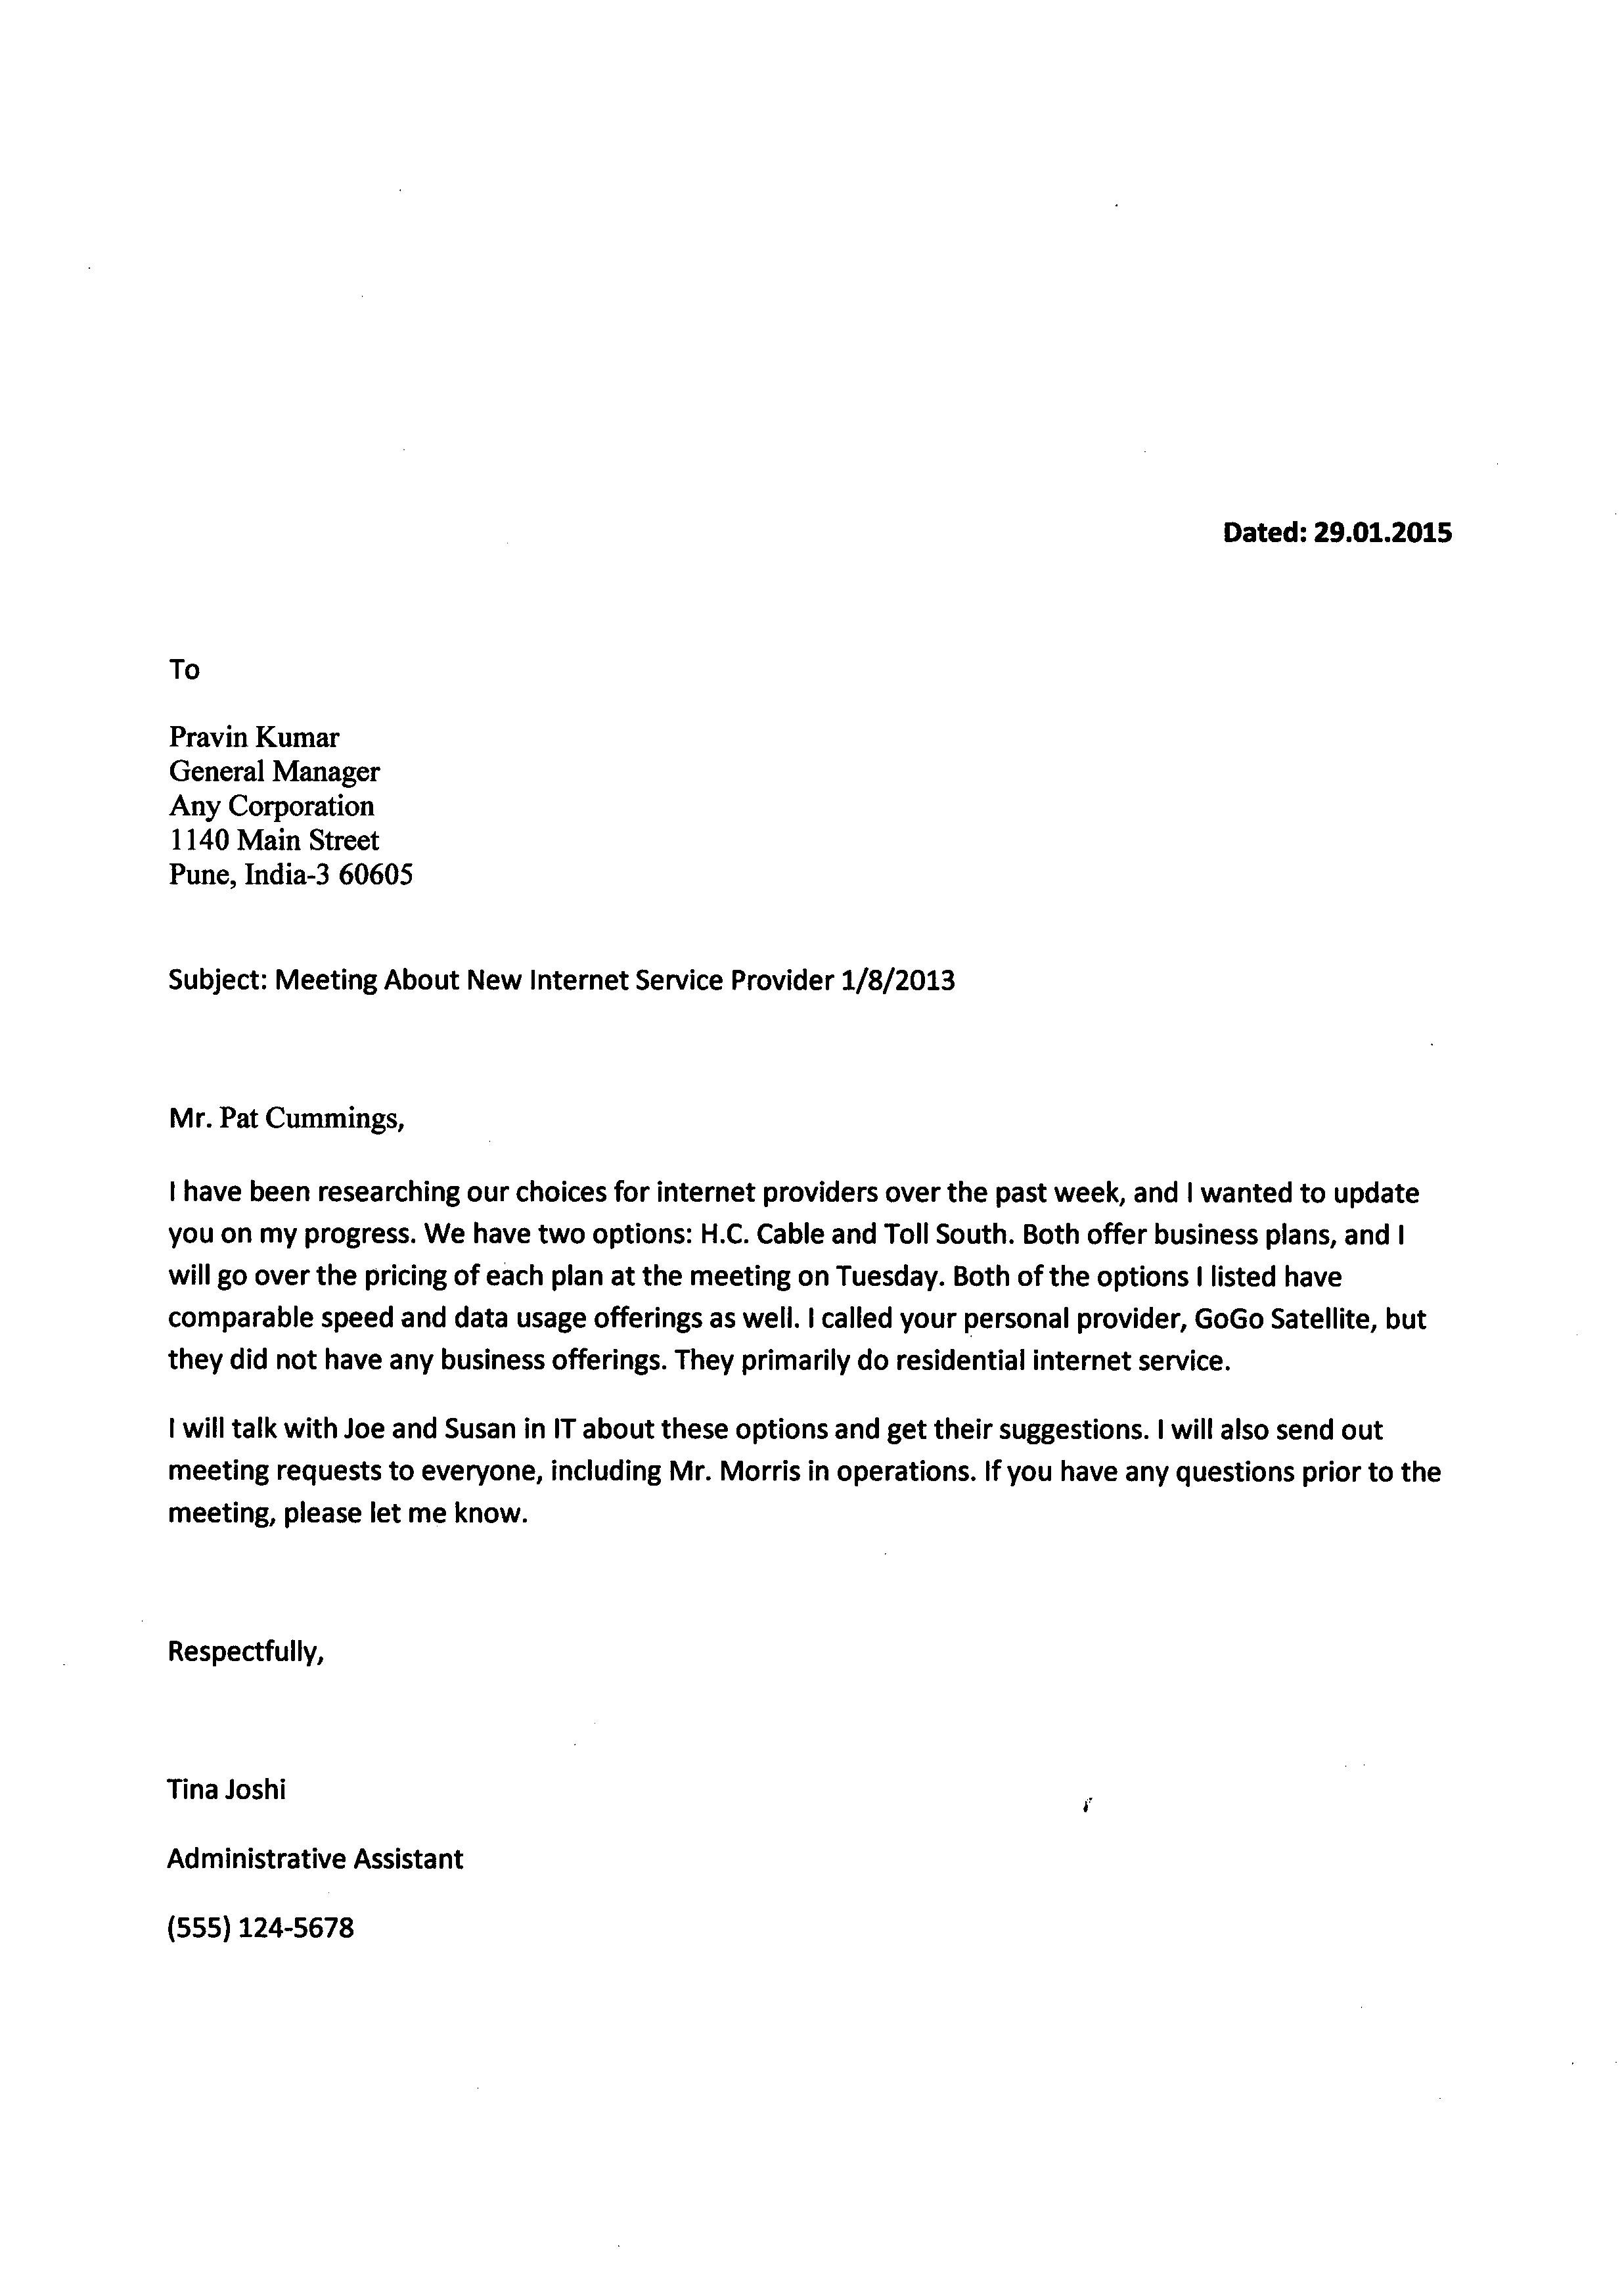 Dated: 29.01.2015
To
Pravin Kumar
General Manager
Any Corporation
1140 Main Street
Pune, India-3 60605
Subject: Meeting About New Internet Service Provider 1/8/2013
Mr. Pat Cummings,
I have been researching our choices for internet providers over the past week, and I wanted to update
you on my progress. We have two options: H.C. Cable and Toll South. Both offer business plans, and I
will go over the pricing of each plan at the meeting on Tuesday. Both of the options I listed have
comparable speed and data usage offerings as well. I called your personal provider, GoGo Satellite, but
they did not have any business offerings. They primarily do residential internet service.
I will talk with Joe and Susan in IT about these options and get their suggestions. I will also send out
meeting requests to everyone, including Mr. Morris in operations. If you have any questions prior to the
meeting, please let me know.
Respectfully,
Tina Joshi
Administrative Assistant
(555) 124-5678